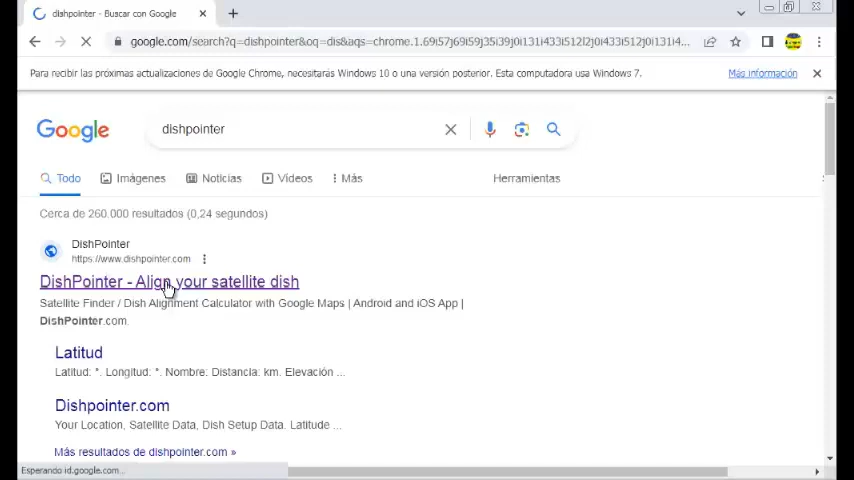 dishpointer - Buscar con Google
google.com/search?q=dishpointer&oq=dis&aqs=chrome.1.69i57j69i59j35i39j0i131i433i512l2j0i433i512j0i131i4...
Para recibir las próximas actualizaciones de Google Chrome, necesitarás Windows 10 o una versión posterior. Esta computadora usa Windows 7.
Más información
Google
dishpointer
Todo
Imágenes
Noticias
Videos
Más
Herramientas
Cerca de 260.000 resultados (0,24 segundos)
DishPointer
https://www.dishpointer.com
DishPointer - Align your satellite dish
Satellite Finder / Dish Alignment Calculator with Google Maps | Android and iOS App |
DishPointer.com.
Latitud
Latitud: *. Longitud: *. Nombre: Distancia: km. Elevación ...
Dishpointer.com
Your Location, Satellite Data, Dish Setup Data. Latitude ...
Más resultados de dishpointer.com »
Esperando id.google.com...